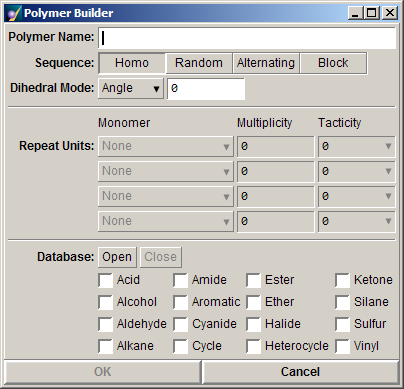 Polymer Builder
Polymer Name:
Sequence: Homo Random Alternating Block
Dihedral Mode: Angle 0
Monomer Multiplicity Tacticity
Repeat Units: None 0 0
None 0 0
None 0 0
None 0 0
Database: Open Close
Acid Amide Ester Ketone
Alcohol Aromatic Ether Silane
Aldehyde Cyanide Halide Sulfur
Alkane Cycle Heterocycle Vinyl
OK Cancel